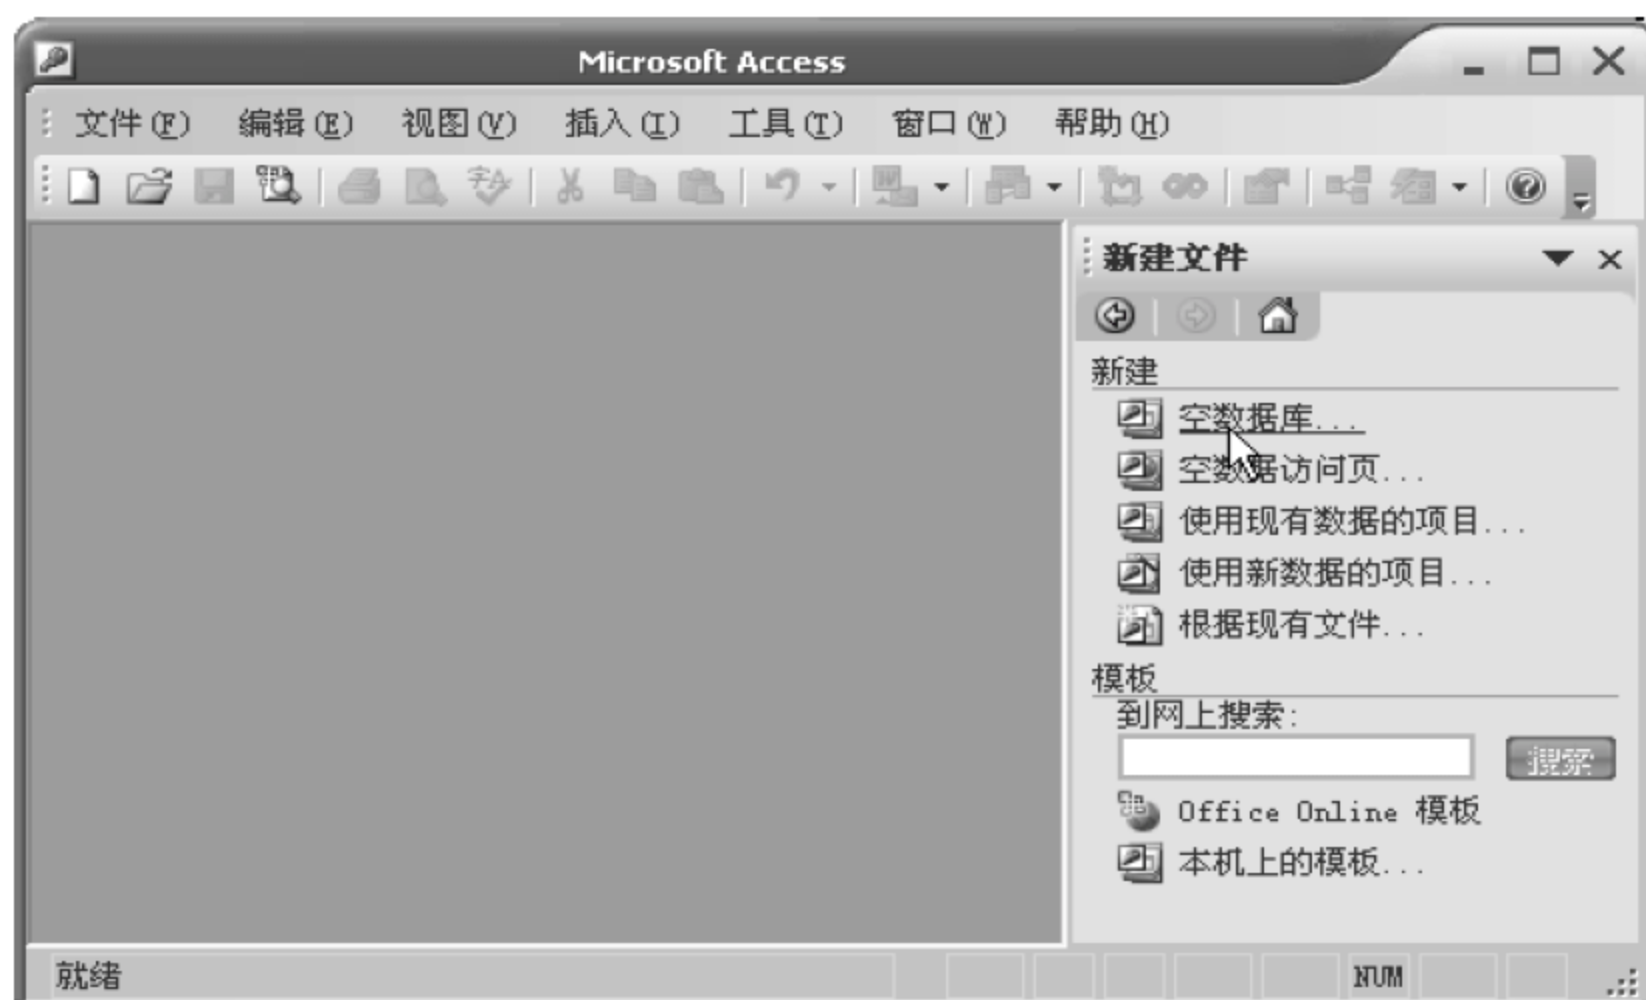 Microsoft Access
文件(F) 编辑(E) 视图(V) 插入(I) 工具(T) 窗口(W) 帮助(H)
新建文件
新建
空数据库...
空数据访问页...
使用现有数据的项目...
使用新数据的项目...
根据现有文件...
模板
到网上搜索:
搜索
Office Online 模板
本机上的模板...
就绪 NUM